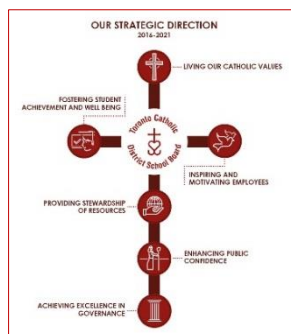 OUR STRATEGIC DIRECTION
2016-2021
LIVING OUR CATHOLIC VALUES
FOSTERING STUDENT
ACHIEVEMENT AND WELL BEING
Toronto Catholic
District School Board
INSPIRING AND
MOTIVATING EMPLOYEES
PROVIDING STEWARDSHIP
OF RESOURCES
ENHANCING PUBLIC
CONFIDENCE
ACHIEVING EXCELLENCE IN
GOVERNANCE